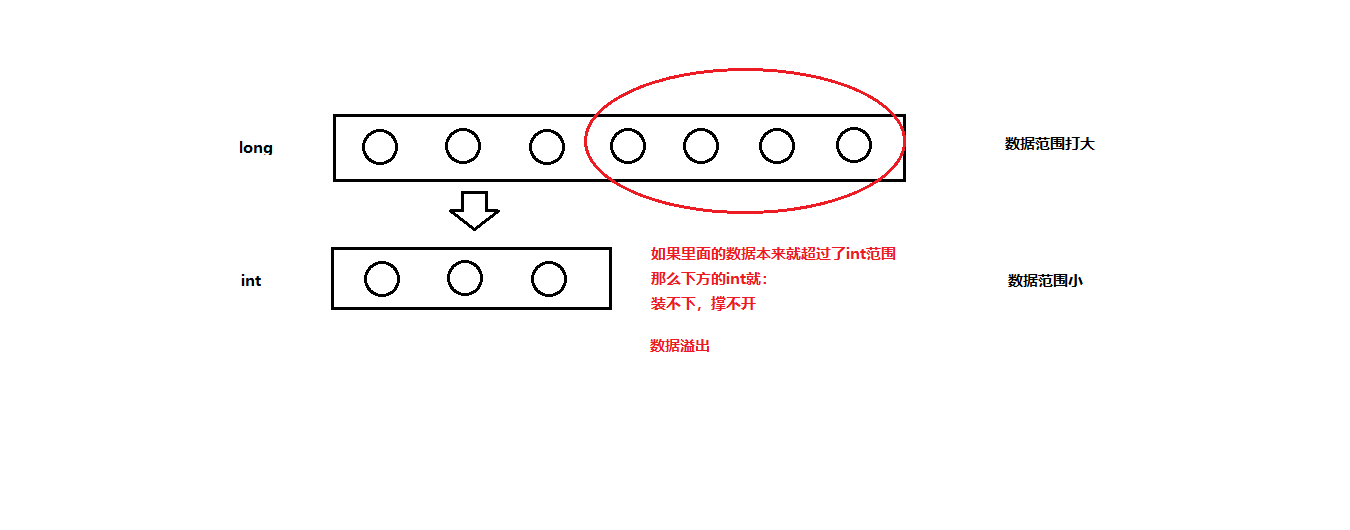 long
数据范围打大
如果里面的数据本来就超过了int范围
那么下方的int就：
int
数据范围小
装不下，撑不开
数据溢出